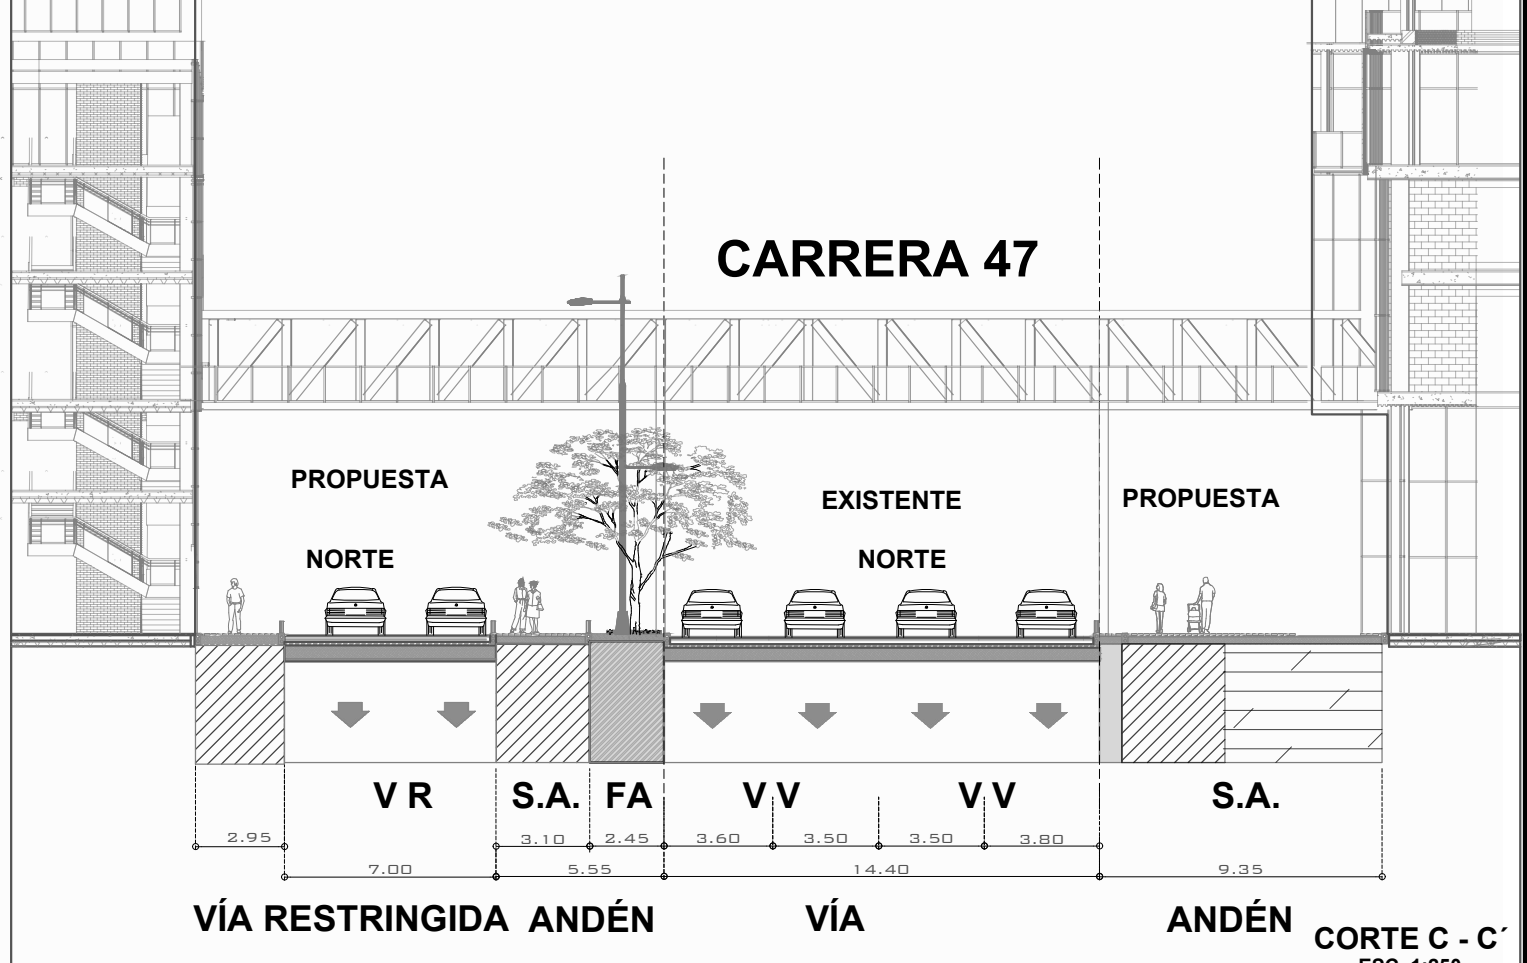 CARRERA 47
PROPUESTA
EXISTENTE
PROPUESTA
NORTE
NORTE
V R
S.A.
FA
V V
V V
S.A.
2.95
3.10
2.45
3.60
3.50
3.50
3.80
7.00
5.55
14.40
9.35
VÍA RESTRINGIDA
ANDÉN
VÍA
ANDÉN
CORTE C - C´